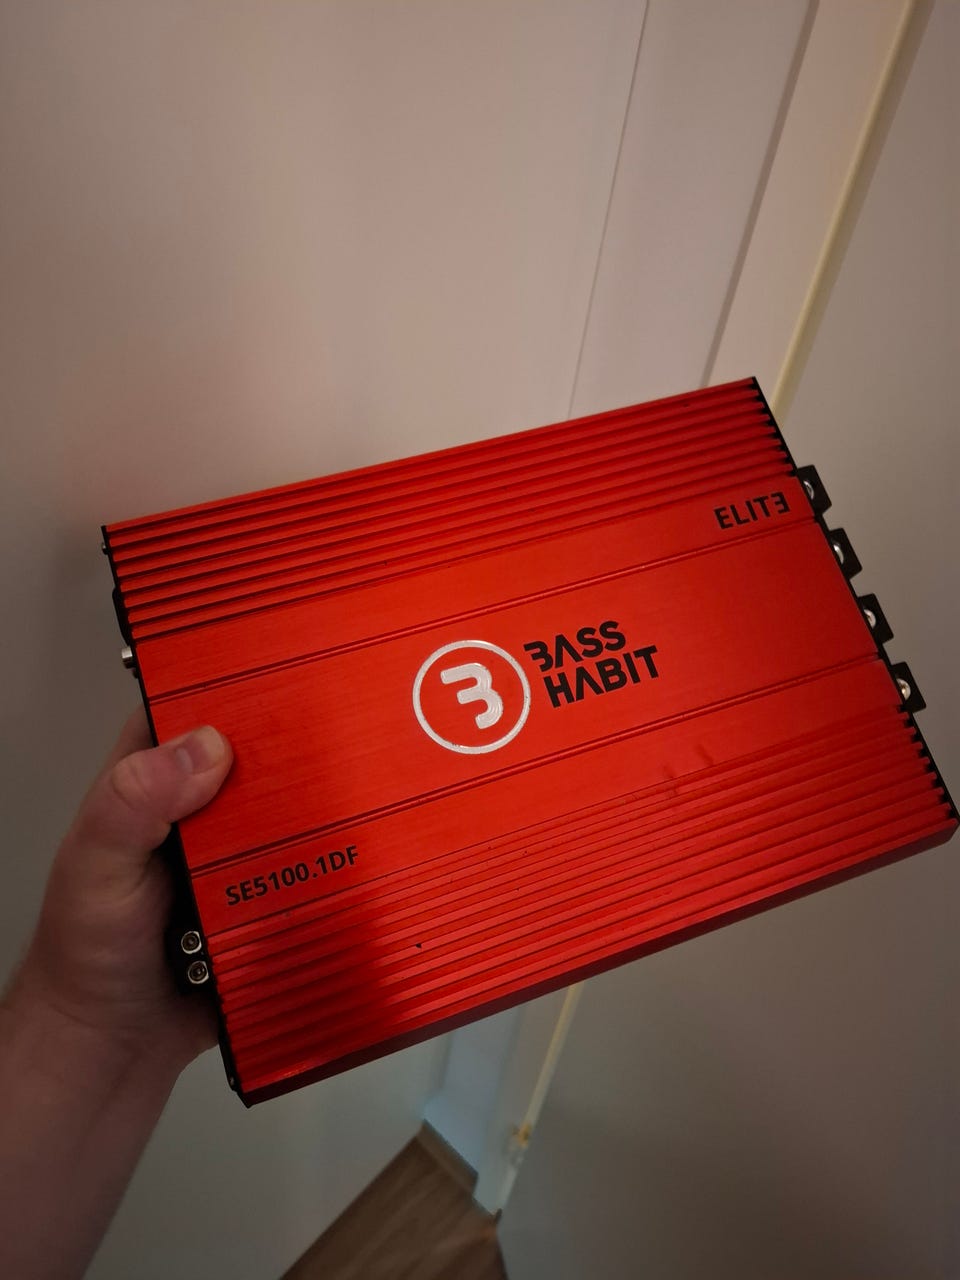 ELITE
BASS
HABIT
SE5100.1DF